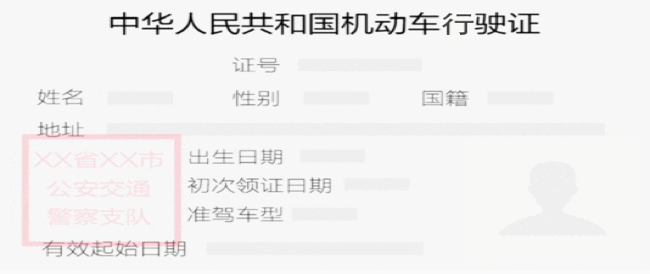 中华人民共和国机动车行驶证
证号
姓名 性别 国籍
地址
XX省XX市
公安交通
警察支队
出生日期
初次领证日期
准驾车型
有效起始日期